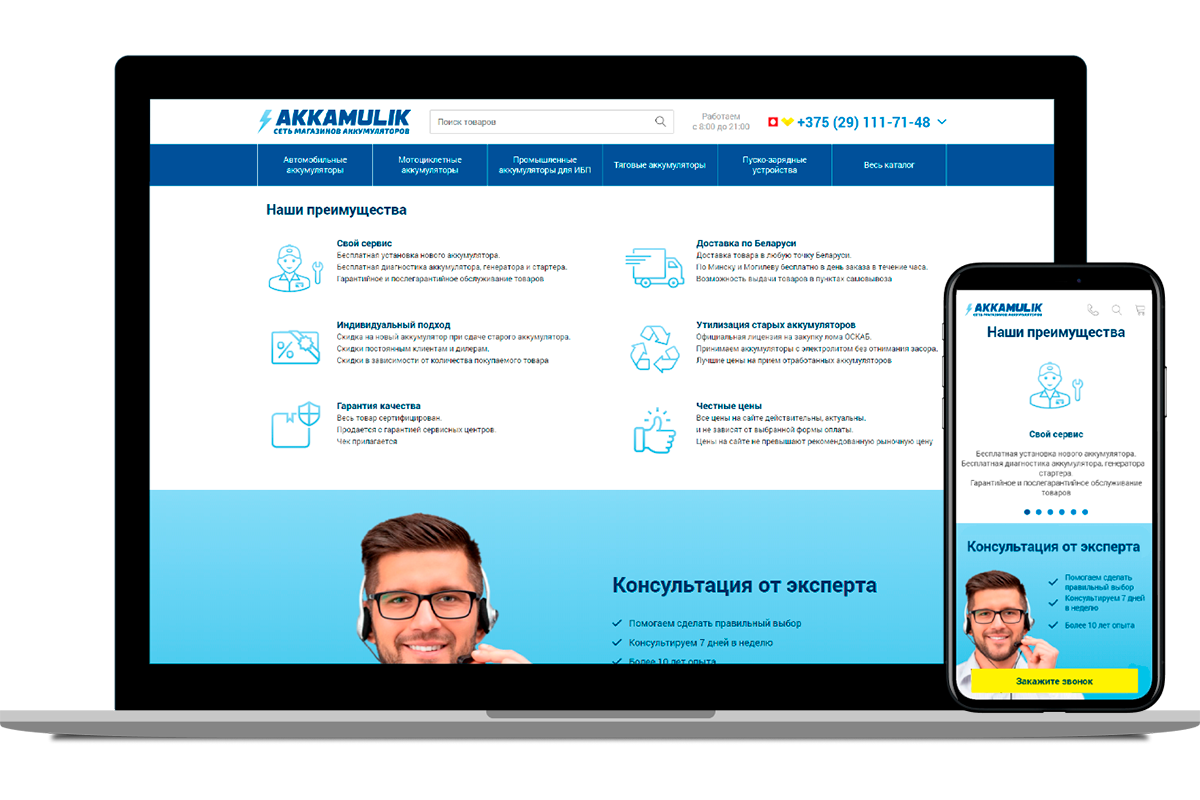 AKKAMULIK
СЕТЬ МАГАЗИНОВ АККУМУЛЯТОРОВ
Поиск товаров
Работаем
с 8:00 до 21:00
+375 (29) 111-71-48
Автомобильные
аккумуляторы
Мотоциклетные
аккумуляторы
Промышленные
аккумуляторы для ИБП
Тяговые аккумуляторы
Пуско-зарядные
устройства
Весь каталог
Наши преимущества
Свой сервис
Бесплатная установка нового аккумулятора.
Бесплатная диагностика аккумулятора, генератора и стартера.
Гарантийное и послегарантийное обслуживание товаров
Доставка по Беларуси
Доставка товара в любую точку Беларуси.
По Минску и Могилеву бесплатно в день заказа в течение часа.
Возможность выдачи товаров в пунктах самовывоза
Индивидуальный подход
Скидка на новый аккумулятор при сдаче старого аккумулятора.
Скидки постоянным клиентам и дилерам.
Скидки в зависимости от количества покупаемого товара
Утилизация старых аккумуляторов
Официальная лицензия на закупку лома ОСКАБ.
Принимаем аккумуляторы с электролитом без отнимания засора.
Лучшие цены на прием отработанных аккумуляторов
Гарантия качества
Весь товар сертифицирован.
Продается с гарантией сервисных центров.
Чек прилагается
Честные цены
Все цены на сайте действительны, актуальны.
и не зависят от выбранной формы оплаты.
Цены на сайте не превышают рекомендованную рыночную цену
Консультация от эксперта
Помогаем сделать правильный выбор
Консультируем 7 дней в неделю
Более 10 лет опыта
AKKAMULIK
СЕТЬ МАГАЗИНОВ АККУМУЛЯТОРОВ
Наши преимущества
Свой сервис
Бесплатная установка нового аккумулятора.
Бесплатная диагностика аккумулятора, генератора
стартера.
Гарантийное и послегарантийное обслуживание
товаров
Консультация от эксперта
Помогаем сделать
правильный выбор
Консультируем 7 дней
в неделю
Более 10 лет опыта
Закажите звонок